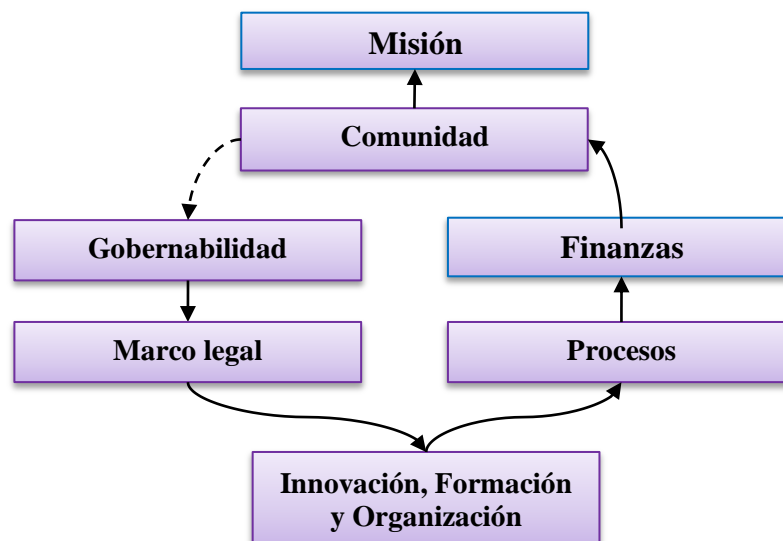 Misión
Comunidad
Gobernabilidad
Finanzas
Marco legal
Procesos
Innovación, Formación
y Organización